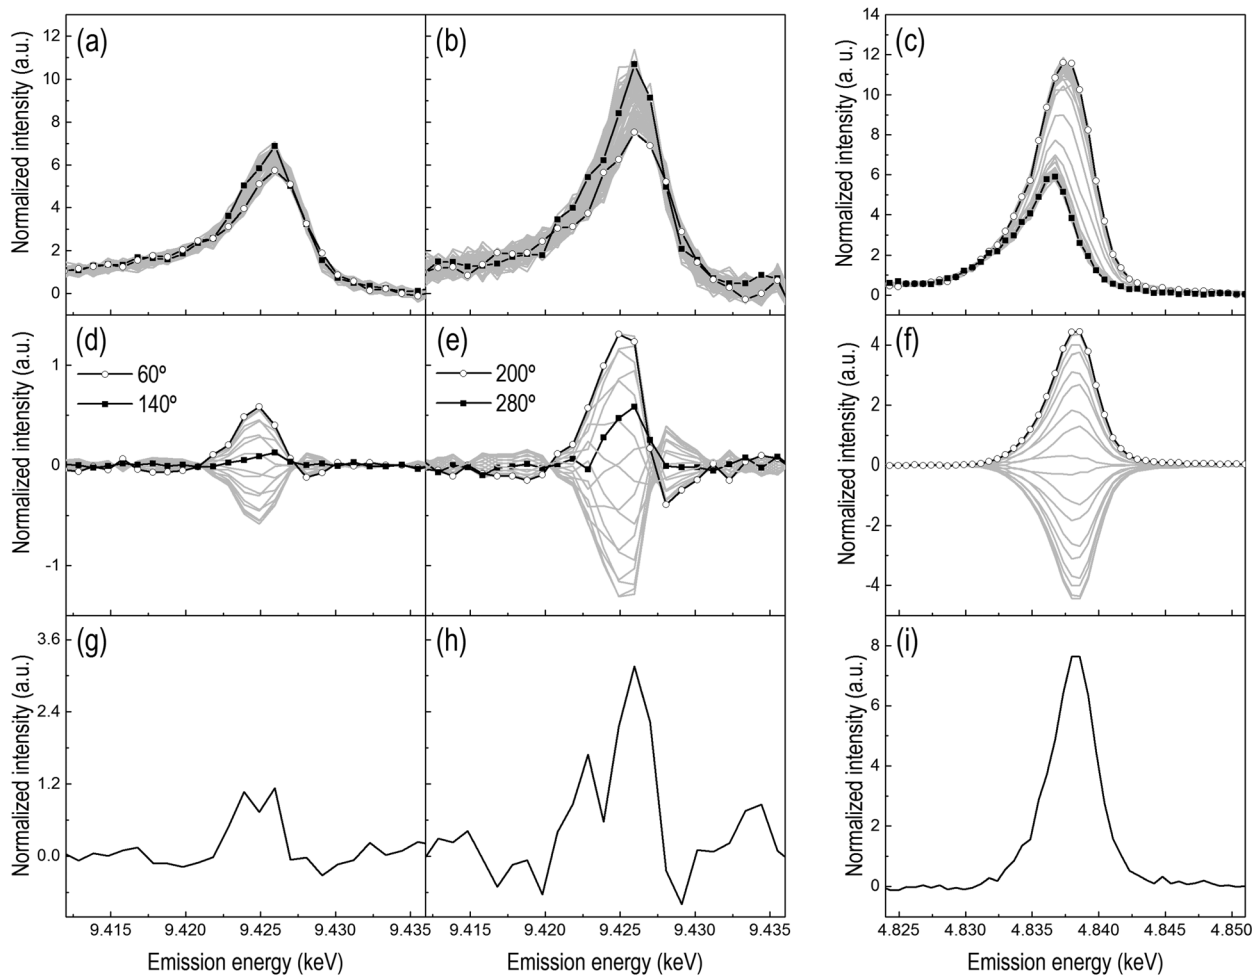 (a)
(b)
(c)
Normalized intensity (a.u.)
12
10
8
6
4
2
0
Normalized intensity (a. u.)
14
12
10
8
6
4
2
0
(d)
(e)
(f)
60º
140º
200º
280º
Normalized intensity (a.u.)
1
0
-1
Normalized intensity (a.u.)
4
2
0
-2
-4
(g)
(h)
(i)
Normalized intensity (a.u.)
3.6
2.4
1.2
0.0
Normalized intensity (a.u.)
8
6
4
2
0
9.415 9.420 9.425 9.430 9.435
9.415 9.420 9.425 9.430 9.435
4.825 4.830 4.835 4.840 4.845 4.850
Emission energy (keV)
Emission energy (keV)
Emission energy (keV)